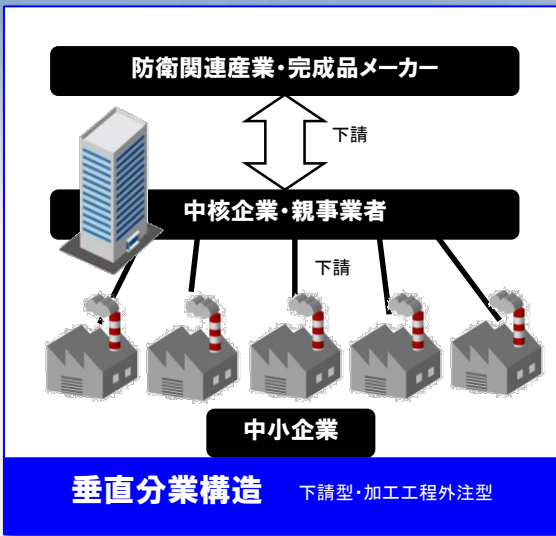 防衛関連産業・完成品メーカー
下請
中核企業・親事業者
下請
中小企業
垂直分業構造 下請型・加工工程外注型